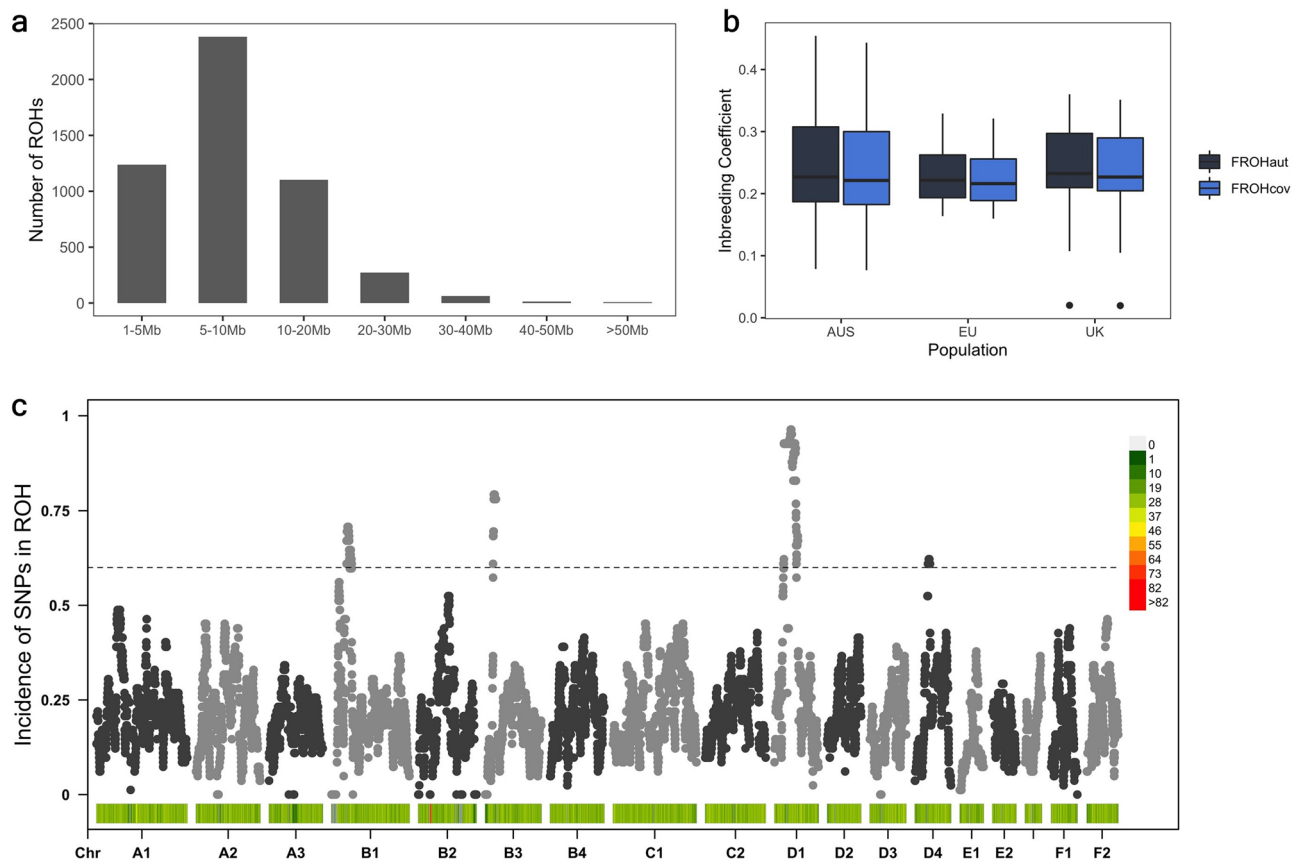 a
2500
2000
1500
1000
500
0
Number of ROHs
1-5Mb 5-10Mb 10-20Mb 20-30Mb 30-40Mb 40-50Mb >50Mb
b
0.4
0.3
0.2
0.1
0.0
Inbreeding Coefficient
AUS EU UK
Population
FROHaut
FROHcov
c
1
0.75
0.5
0.25
0
Incidence of SNPs in ROH
0
1
10
19
28
37
46
55
64
73
82
>82
Chr A1 A2 A3 B1 B2 B3 B4 C1 C2 D1 D2 D3 D4 E1 E2 I F1 F2